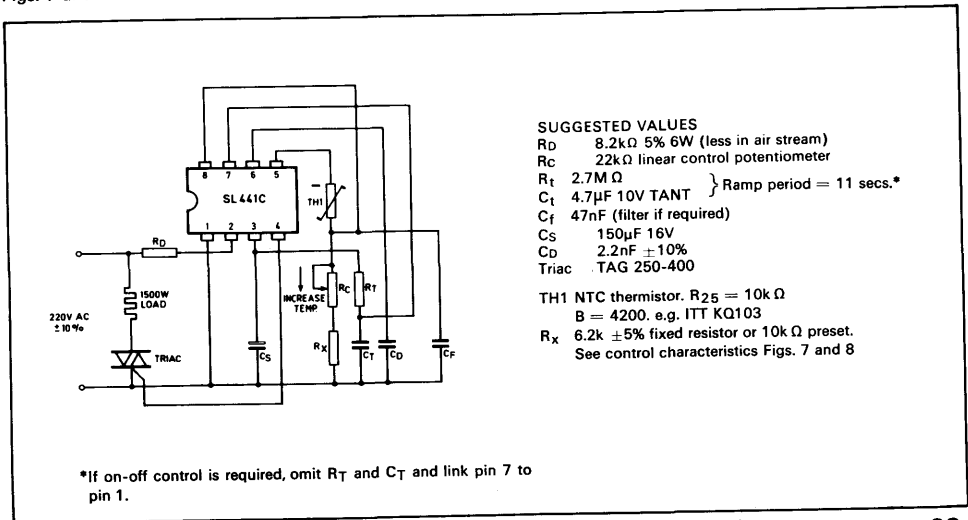 8 7 6 5
SL441C
1 2 3 4
TH1
RD
1500W
LOAD
220V AC
±10%
TRIAC
INCREASE
TEMP.
RC
RT
RX
CS
CT
CD
CF
SUGGESTED VALUES
RD 8.2kΩ 5% 6W (less in air stream)
RC 22kΩ linear control potentiometer
Rt 2.7MΩ
} Ramp period = 11 secs.*
Ct 4.7μF 10V TANT
Cf 47nF (filter if required)
CS 150μF 16V
CD 2.2nF ±10%
Triac TAG 250-400
TH1 NTC thermistor. R25 = 10kΩ
B = 4200. e.g. ITT KQ103
Rx 6.2k ±5% fixed resistor or 10kΩ preset.
See control characteristics Figs. 7 and 8
*If on-off control is required, omit RT and CT and link pin 7 to
pin 1.